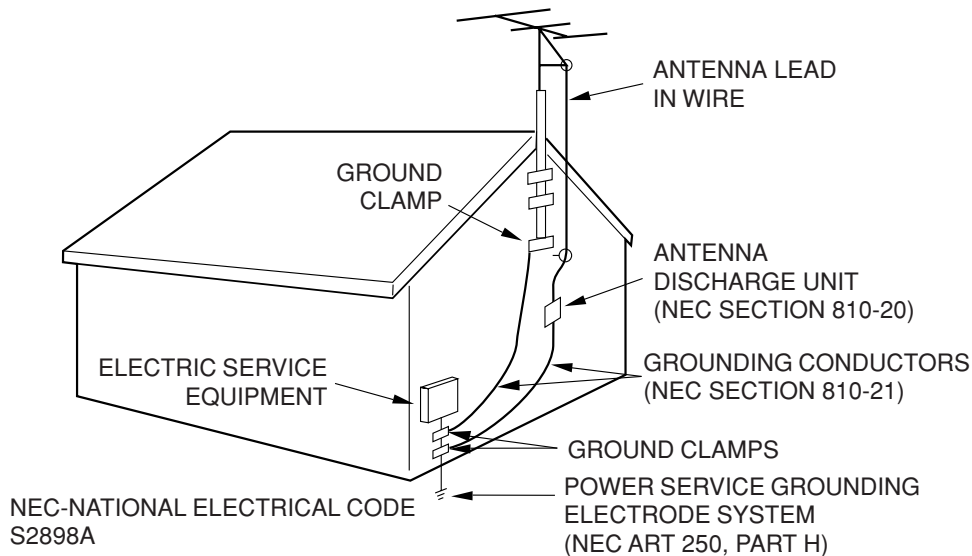 ANTENNA LEAD
IN WIRE
GROUND
CLAMP
ANTENNA
DISCHARGE UNIT
(NEC SECTION 810-20)
ELECTRIC SERVICE
EQUIPMENT
GROUNDING CONDUCTORS
(NEC SECTION 810-21)
GROUND CLAMPS
POWER SERVICE GROUNDING
ELECTRODE SYSTEM
(NEC ART 250, PART H)
NEC-NATIONAL ELECTRICAL CODE
S2898A